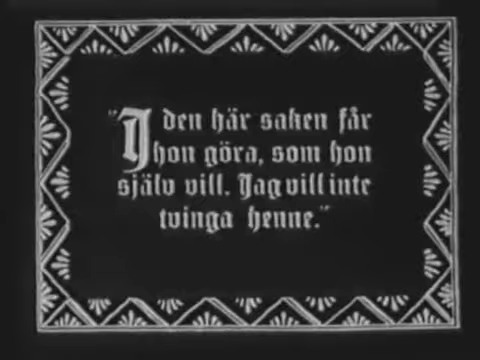 "I den här saken får
hon göra, som hon
själv vill. Jag vill inte
tvinga henne."